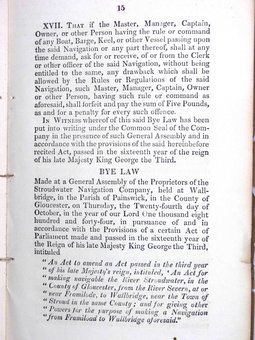 15
XVII. THAT if the Master, Manager, Captain,
Owner, or other Person having the rule or command
of any Boat, Barge, Keel, or other Vessel passing upon
the said Navigation or any part thereof, shall at any
time demand, ask for or receive, of or from the Clerk
or other officer of the said Navigation, without being
entitled to the same, any drawback which shall be
allowed by the Rules or Regulations of the said
Navigation, such Master, Manager, Captain, Owner
or other Person, having such rule or command as
aforesaid, shall forfeit and pay the sum of Five Pounds,
as and for a penalty for every such offence.
IN WITNESS whereof this said Bye Law has been
put into writing under the Common Seal of the Com-
pany in the presence of such General Assembly and in
accordance with the provisions of the said hereinbefore
recited Act, passed in the sixteenth year of the reign
of his late Majesty King George the Third.
BYE LAW
Made at a General Assembly of the Proprietors of the
Stroudwater Navigation Company, held at Wall-
bridge, in the Parish of Painswick, in the County of
Gloucester, on Thursday, the Twenty-fourth day of
October, in the year of our Lord One thousand eight
hundred and forty-four, in pursuance of and in
accordance with the Provisions of a certain Act of
Parliament made and passed in the sixteenth year of
the Reign of his late Majesty King George the Third,
intituled
"An Act to amend an Act passed in the third year
"of his late Majesty's reign, intituled, 'An Act for
"making navigable the River Stroudwater, in the
"County of Gloucester, from the River Severn, at or
"near Framilode, to Wallbridge, near the Town of
"Stroud in the same County; and for giving other
"Powers for the purpose of making a Navigation
"from Framiload to Wallbridge aforesaid."